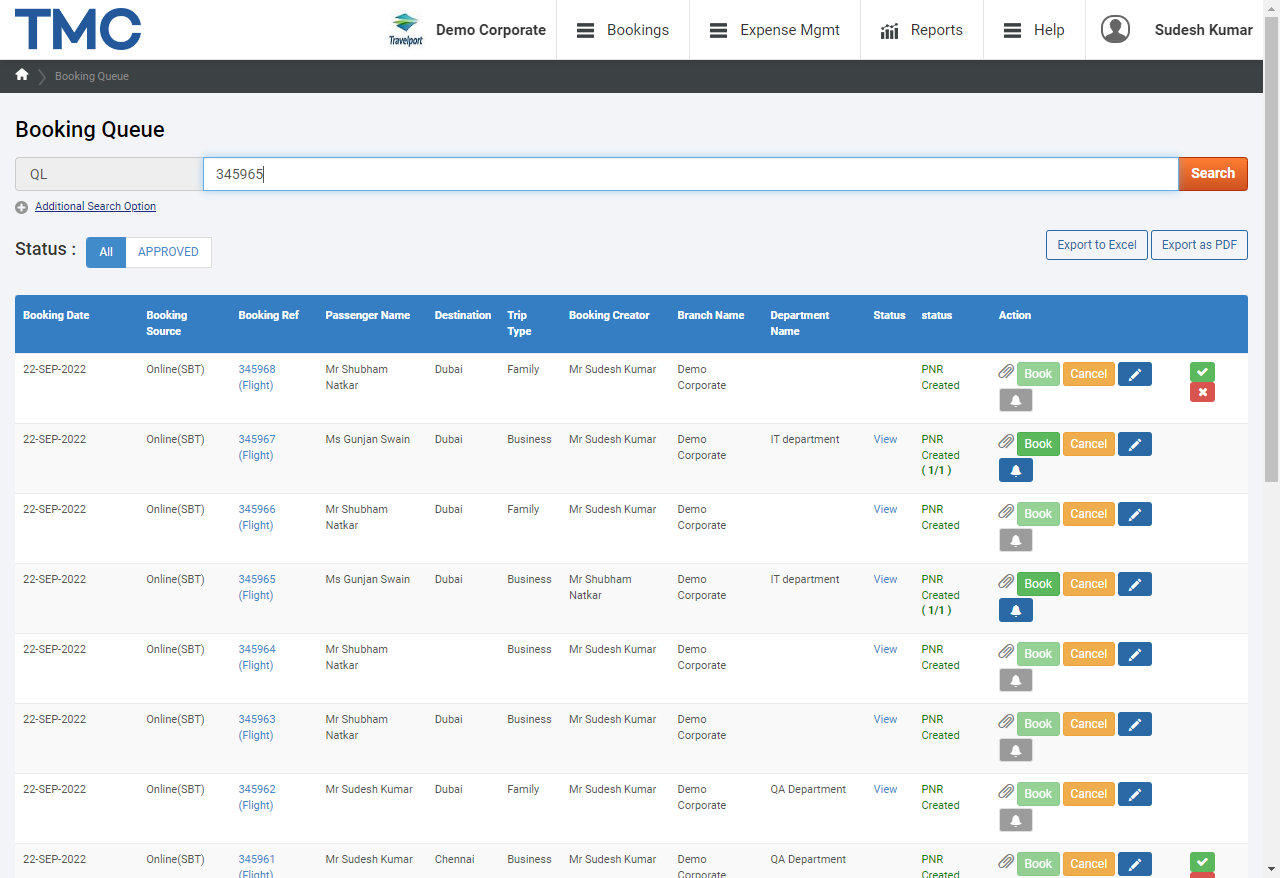 TMC
Travelport
Demo Corporate
Bookings
Expense Mgmt
Reports
Help
Sudesh Kumar
Booking Queue
Booking Queue
QL 345965 Search
Additional Search Option
Status : All APPROVED Export to Excel Export as PDF
Booking Date Booking Booking Ref Passenger Name Destination Trip Booking Creator Branch Name Department Status status Action
Source Type Name
22-SEP-2022 Online(SBT) 345968 Mr Shubham Dubai Family Mr Sudesh Kumar Demo PNR Book Cancel
(Flight) Natkar Corporate Created
22-SEP-2022 Online(SBT) 345967 Ms Gunjan Swain Dubai Business Mr Sudesh Kumar Demo IT department View PNR Book Cancel
(Flight) Corporate Created
( 1/1 )
22-SEP-2022 Online(SBT) 345966 Mr Shubham Dubai Family Mr Sudesh Kumar Demo View PNR Book Cancel
(Flight) Natkar Corporate Created
22-SEP-2022 Online(SBT) 345965 Ms Gunjan Swain Dubai Business Mr Shubham Demo IT department View PNR Book Cancel
(Flight) Natkar Corporate Created
( 1/1 )
22-SEP-2022 Online(SBT) 345964 Mr Shubham Business Mr Sudesh Kumar Demo View PNR Book Cancel
(Flight) Natkar Corporate Created
22-SEP-2022 Online(SBT) 345963 Mr Shubham Dubai Business Mr Sudesh Kumar Demo View PNR Book Cancel
(Flight) Natkar Corporate Created
22-SEP-2022 Online(SBT) 345962 Mr Sudesh Kumar Dubai Family Mr Sudesh Kumar Demo QA Department View PNR Book Cancel
(Flight) Corporate Created
22-SEP-2022 Online(SBT) 345961 Mr Sudesh Kumar Chennai Business Mr Sudesh Kumar Demo QA Department PNR Book Cancel
(Flight) Corporate Created